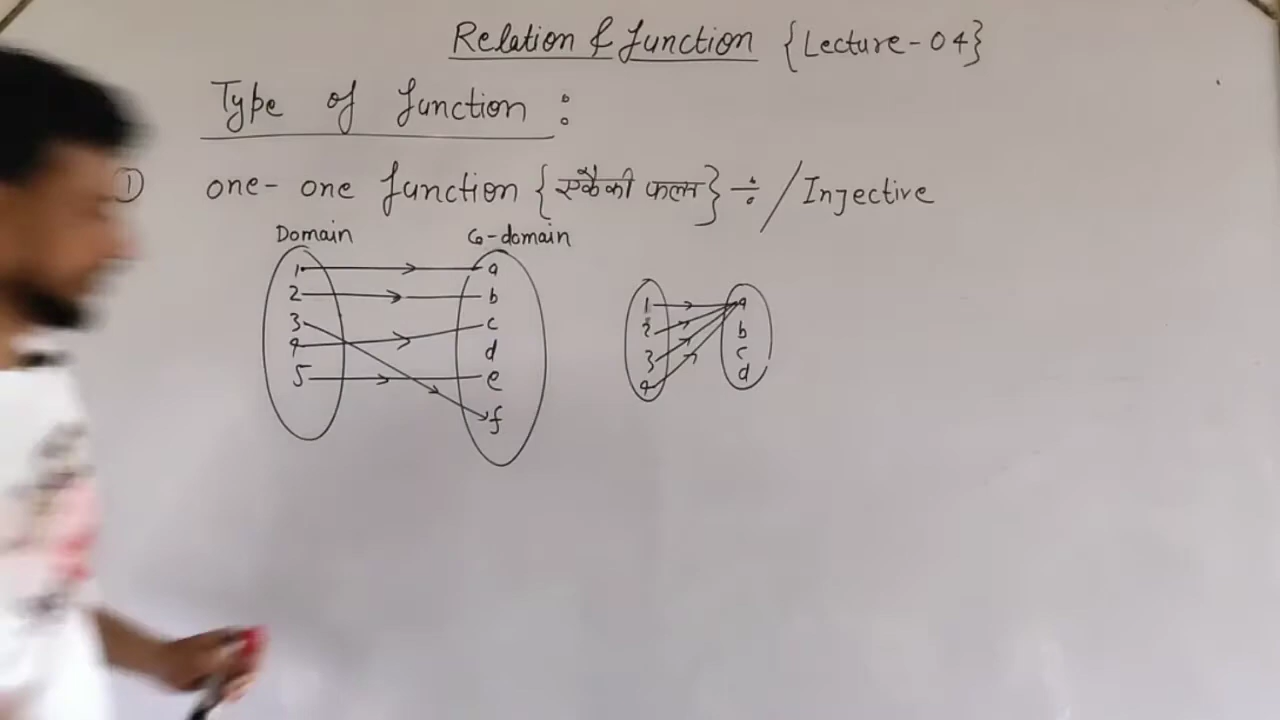 Relation & function {Lecture-04}
Type of function :
① one-one function {एकैकी फलन} ÷ / Injective
Domain Co-domain
1 a
2 b
3 c
4 d
5 e
f
1 a
2 b
3 c
4 d